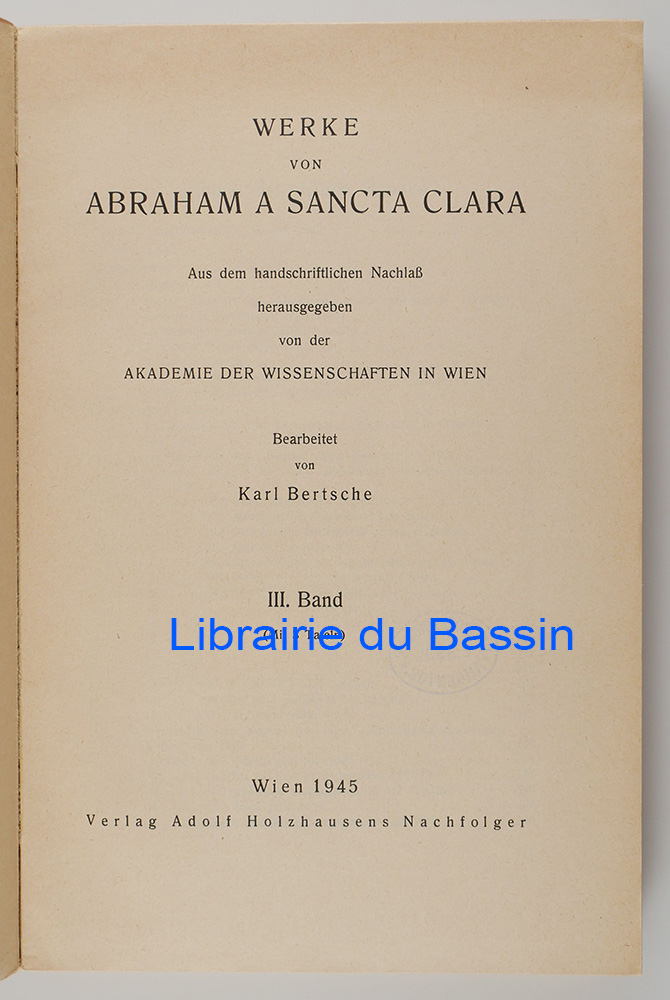 WERKE
VON
ABRAHAM A SANCTA CLARA
Aus dem handschriftlichen Nachlaß
herausgegeben
von der
AKADEMIE DER WISSENSCHAFTEN IN WIEN
Bearbeitet
von
Karl Bertsche
III. Band
Librairie du Bassin
Wien 1945
Verlag Adolf Holzhausens Nachfolger